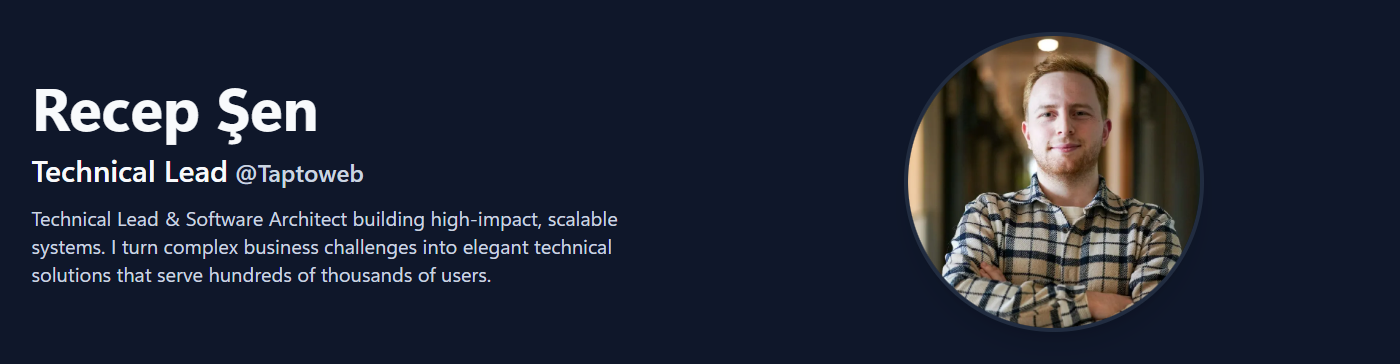 Recep Şen
Technical Lead @Taptoweb
Technical Lead & Software Architect building high-impact, scalable
systems. I turn complex business challenges into elegant technical
solutions that serve hundreds of thousands of users.